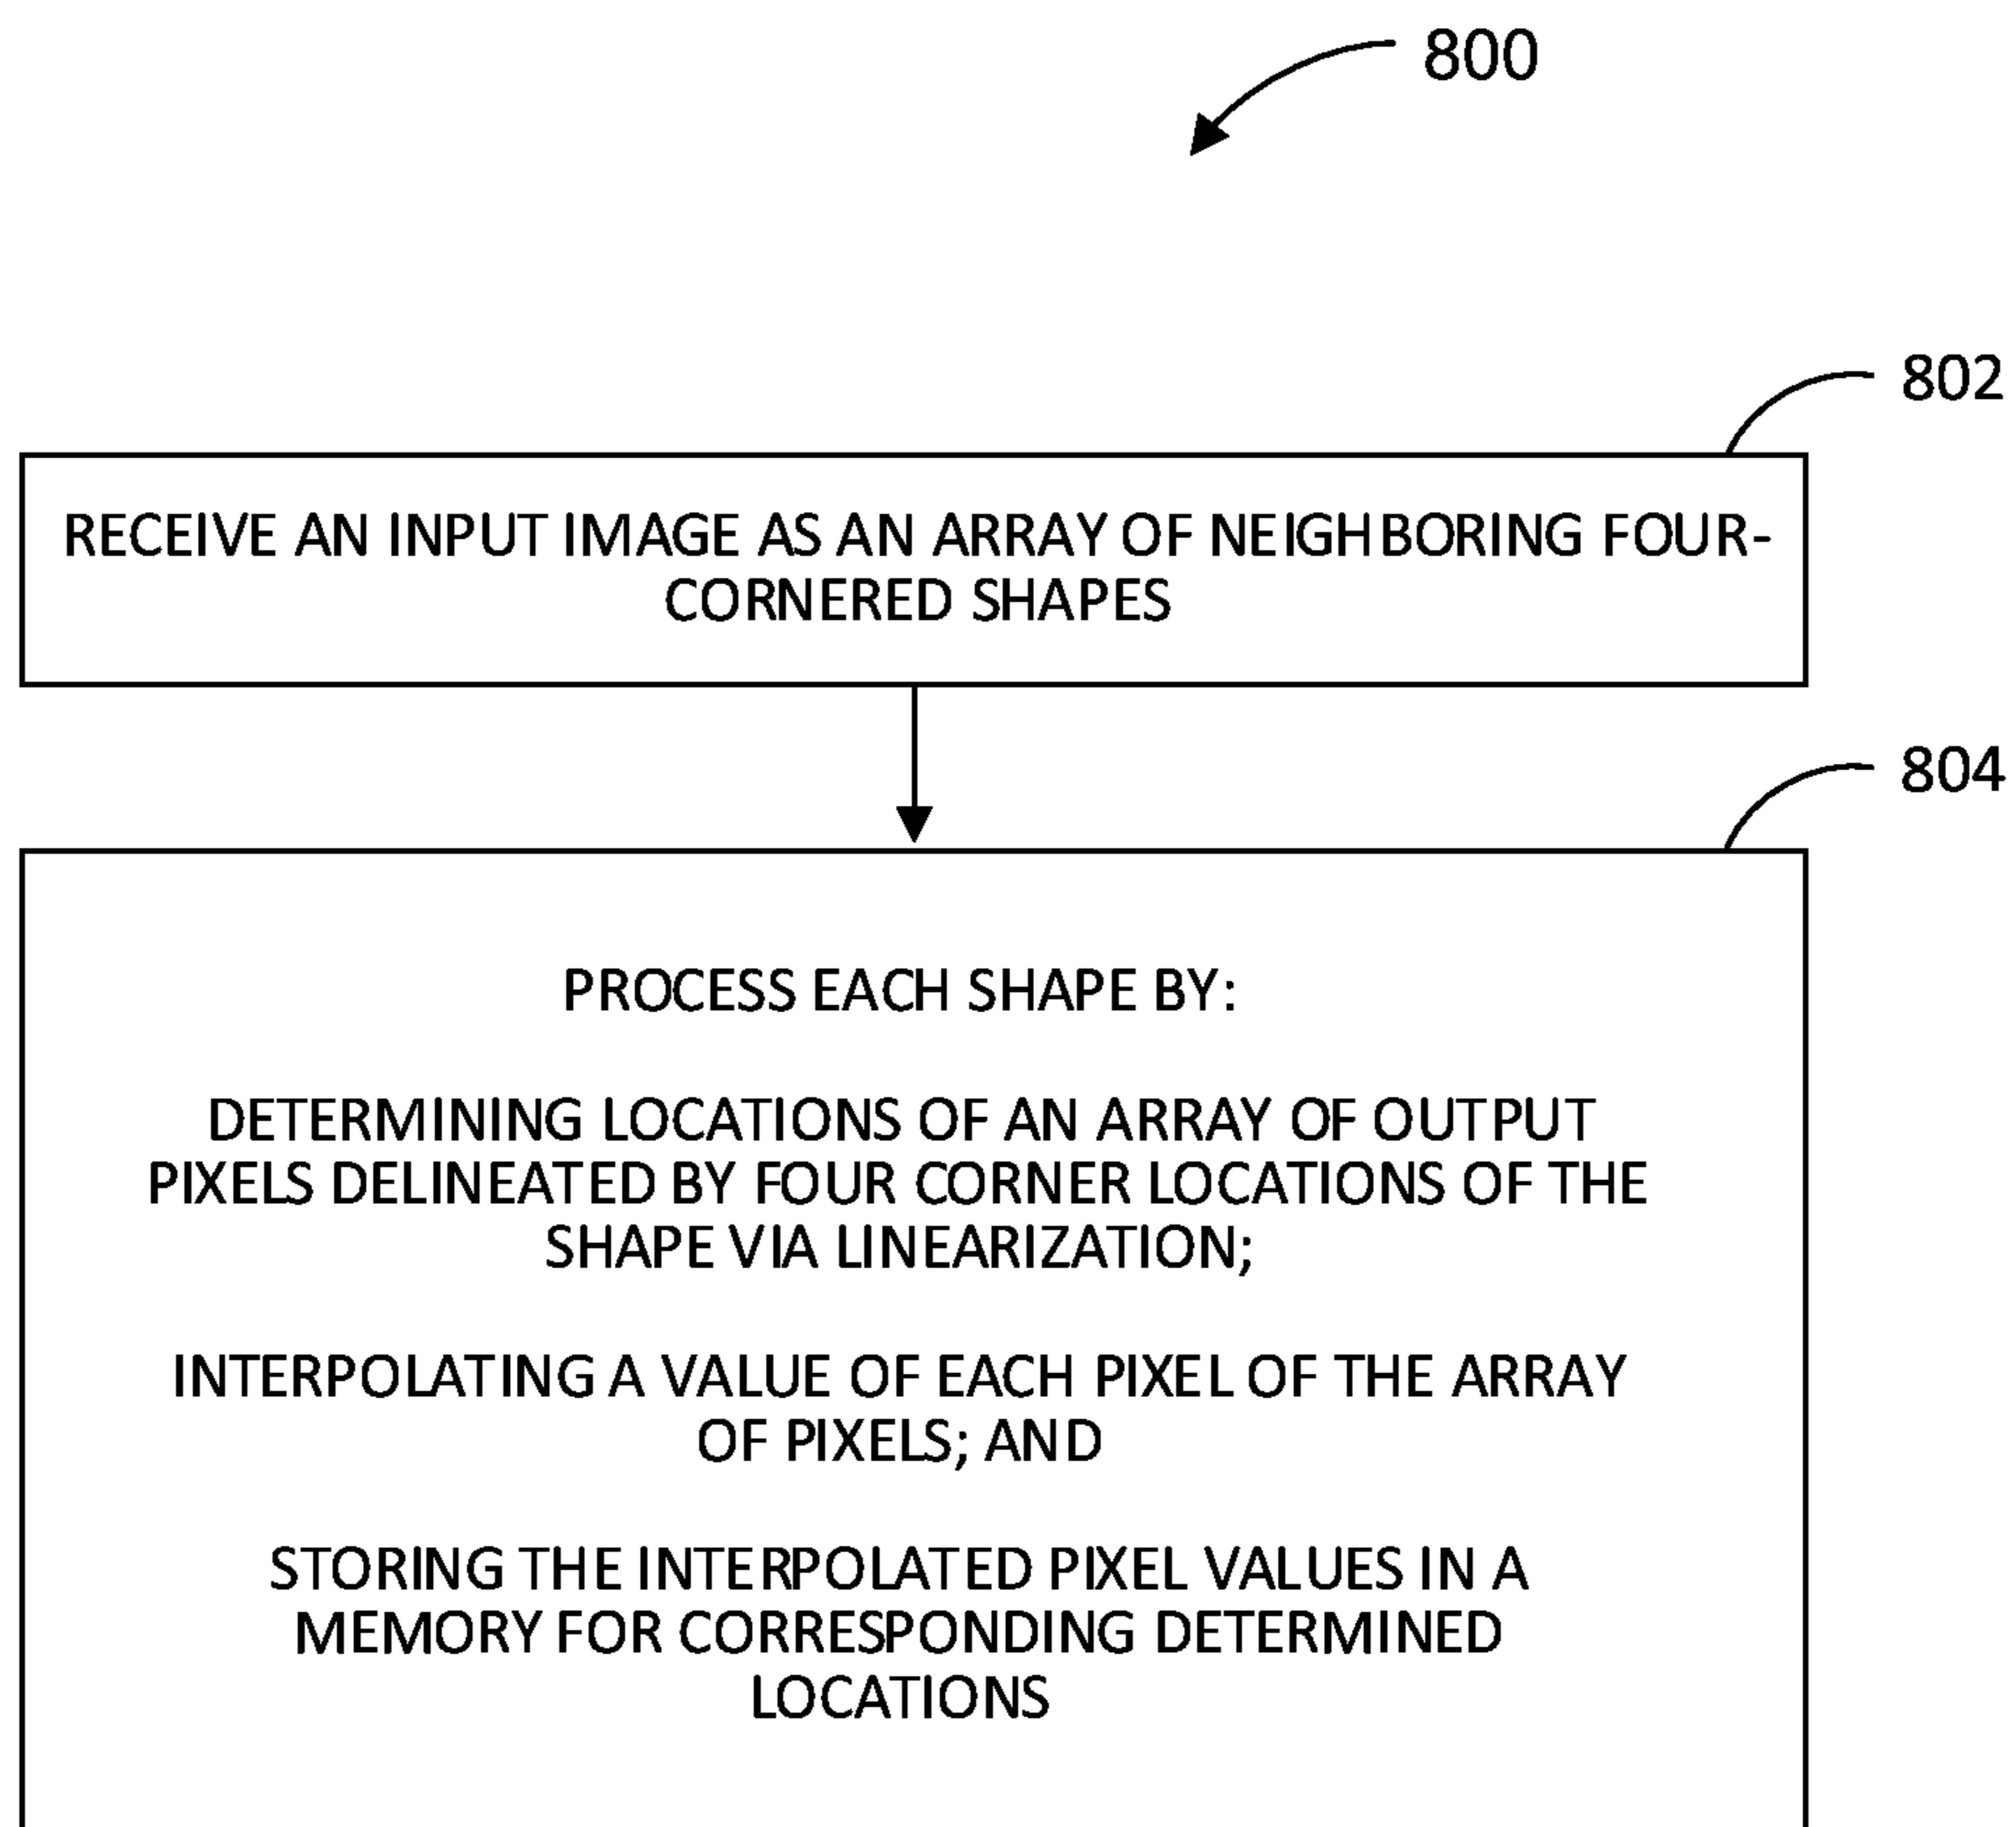 800
802
RECEIVE AN INPUT IMAGE AS AN ARRAY OF NEIGHBORING FOUR-
CORNERED SHAPES
804
PROCESS EACH SHAPE BY:
DETERMINING LOCATIONS OF AN ARRAY OF OUTPUT
PIXELS DELINEATED BY FOUR CORNER LOCATIONS OF THE
SHAPE VIA LINEARIZATION;
INTERPOLATING A VALUE OF EACH PIXEL OF THE ARRAY
OF PIXELS; AND
STORING THE INTERPOLATED PIXEL VALUES IN A
MEMORY FOR CORRESPONDING DETERMINED
LOCATIONS